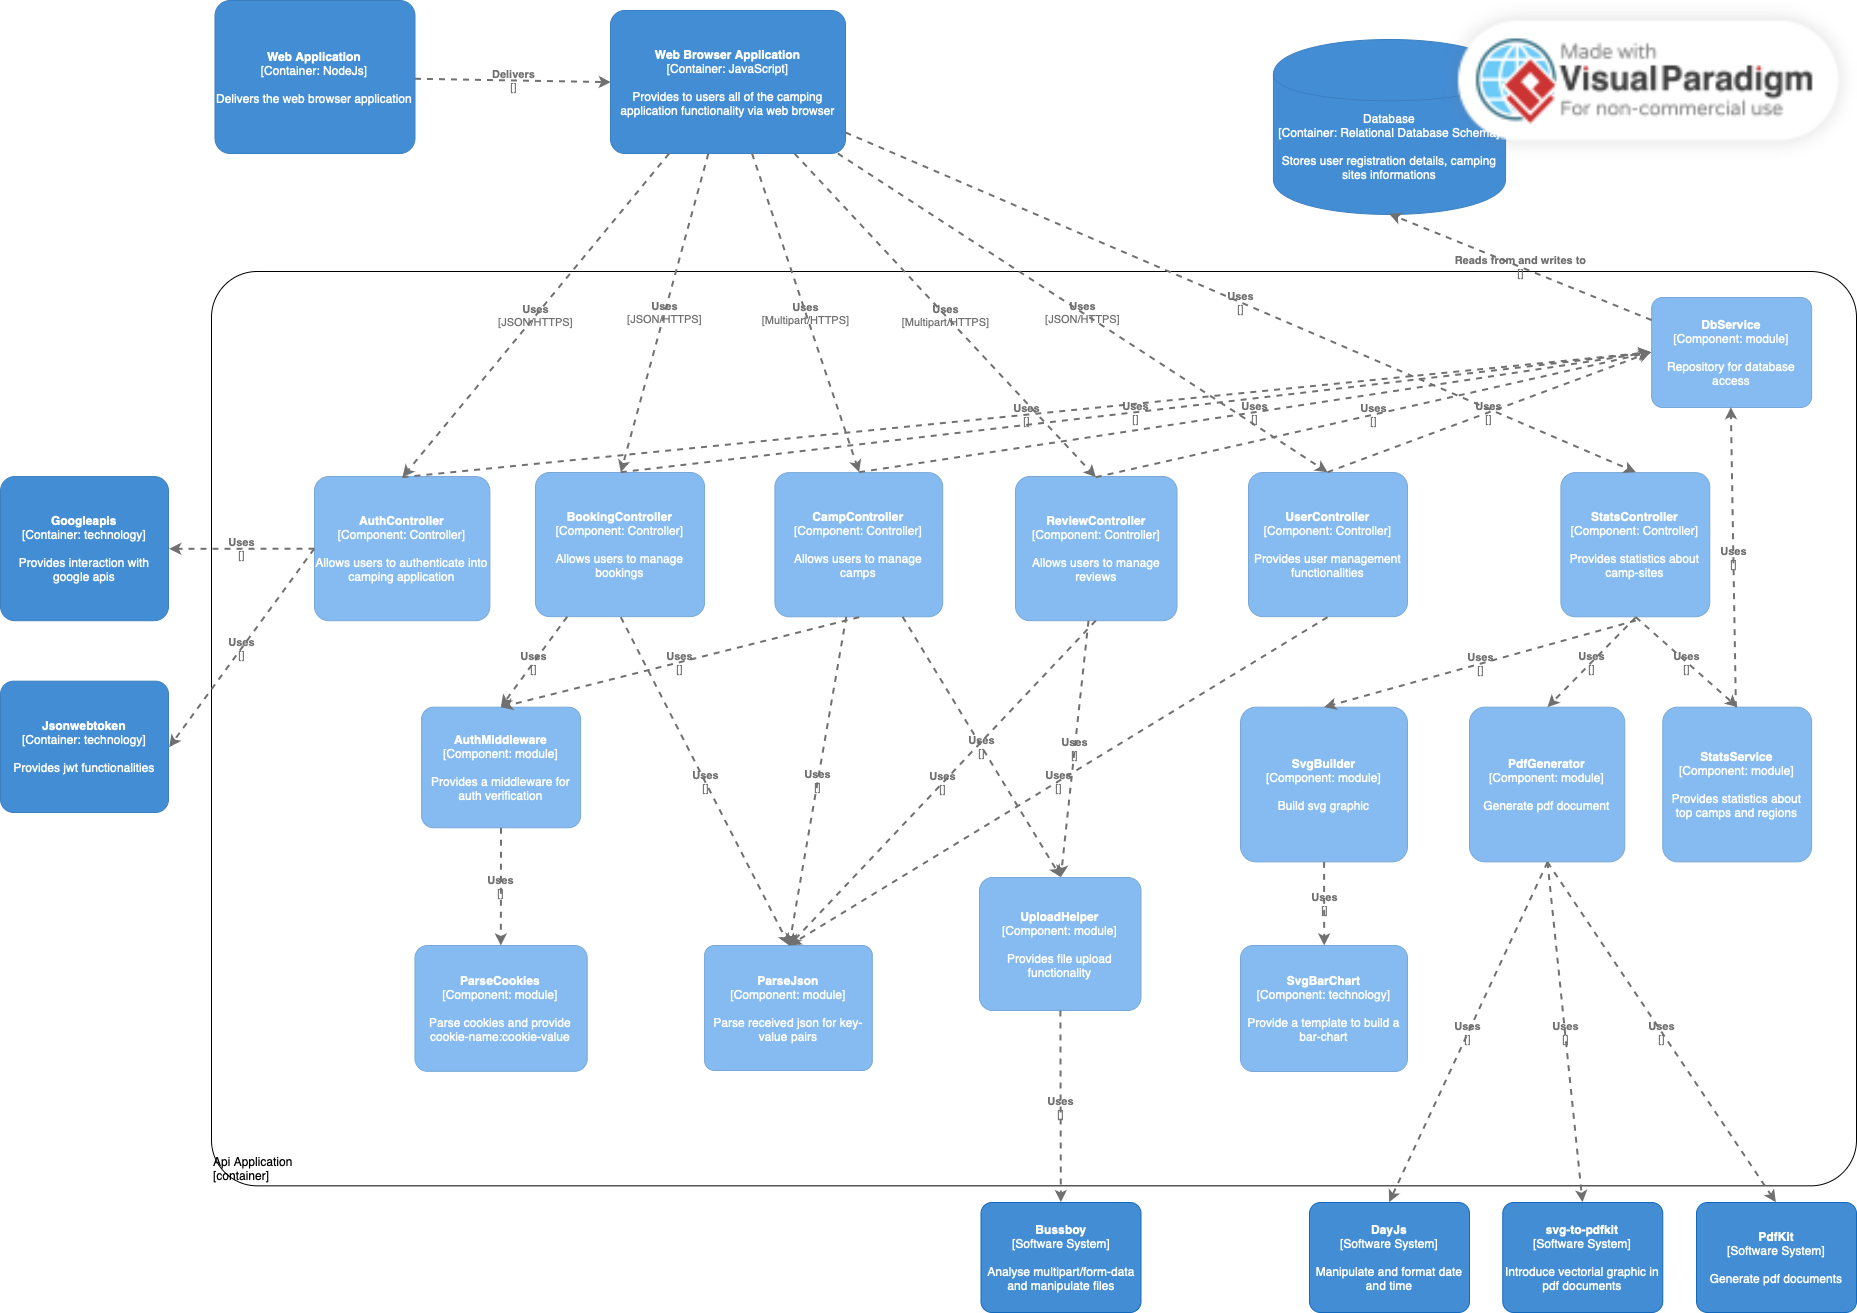 Web Application
[Container: NodeJs]
Delivers the web browser application
Delivers
[]
Web Browser Application
[Container: JavaScript]
Provides to users all of the camping
application functionality via web browser
Database
[Container: Relational Database Schema]
Stores user registration details, camping
sites informations
Made with
Visual Paradigm
For non-commercial use
Reads from and writes to
[]
Uses
[JSON/HTTPS]
Uses
[JSON/HTTPS]
Uses
[Multipart/HTTPS]
Uses
[Multipart/HTTPS]
Uses
[JSON/HTTPS]
Uses
[]
DbService
[Component: module]
Repository for database
access
Uses
[]
Uses
[]
Uses
[]
Uses
[]
Uses
[]
Googleapis
[Container: technology]
Provides interaction with
google apis
Uses
[]
AuthController
[Component: Controller]
Allows users to authenticate into
camping application
BookingController
[Component: Controller]
Allows users to manage
bookings
CampController
[Component: Controller]
Allows users to manage
camps
ReviewController
[Component: Controller]
Allows users to manage
reviews
UserController
[Component: Controller]
Provides user management
functionalities
StatsController
[Component: Controller]
Provides statistics about
camp-sites
Uses
[]
Uses
[]
Uses
[]
Uses
[]
Uses
[]
Uses
[]
Uses
[]
Jsonwebtoken
[Container: technology]
Provides jwt functionalities
AuthMiddleware
[Component: module]
Provides a middleware for
auth verification
Uses
[]
Uses
[]
Uses
[]
Uses
[]
Uses
[]
Uses
[]
SvgBuilder
[Component: module]
Build svg graphic
PdfGenerator
[Component: module]
Generate pdf document
StatsService
[Component: module]
Provides statistics about
top camps and regions
Uses
[]
Uses
[]
UploadHelper
[Component: module]
Provides file upload
functionality
ParseCookies
[Component: module]
Parse cookies and provide
cookie-name:cookie-value
ParseJson
[Component: module]
Parse received json for key-
value pairs
SvgBarChart
[Component: technology]
Provide a template to build a
bar-chart
Uses
[]
Uses
[]
Uses
[]
Uses
[]
Api Application
[container]
Bussboy
[Software System]
Analyse multipart/form-data
and manipulate files
DayJs
[Software System]
Manipulate and format date
and time
svg-to-pdfkit
[Software System]
Introduce vectorial graphic in
pdf documents
PdfKit
[Software System]
Generate pdf documents